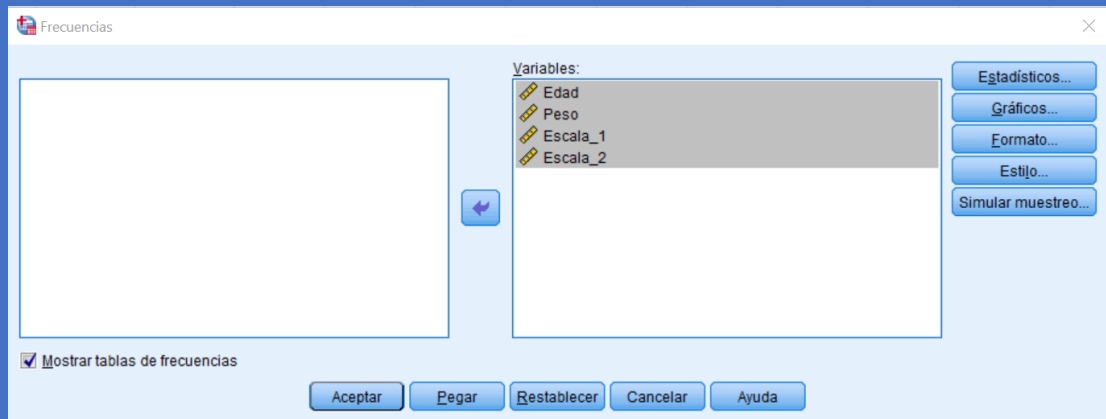 Frecuencias
Variables:
Edad
Peso
Escala_1
Escala_2
Estadísticos...
Gráficos...
Formato...
Estilo...
Simular muestreo...
Mostrar tablas de frecuencias
Aceptar Pegar Restablecer Cancelar Ayuda